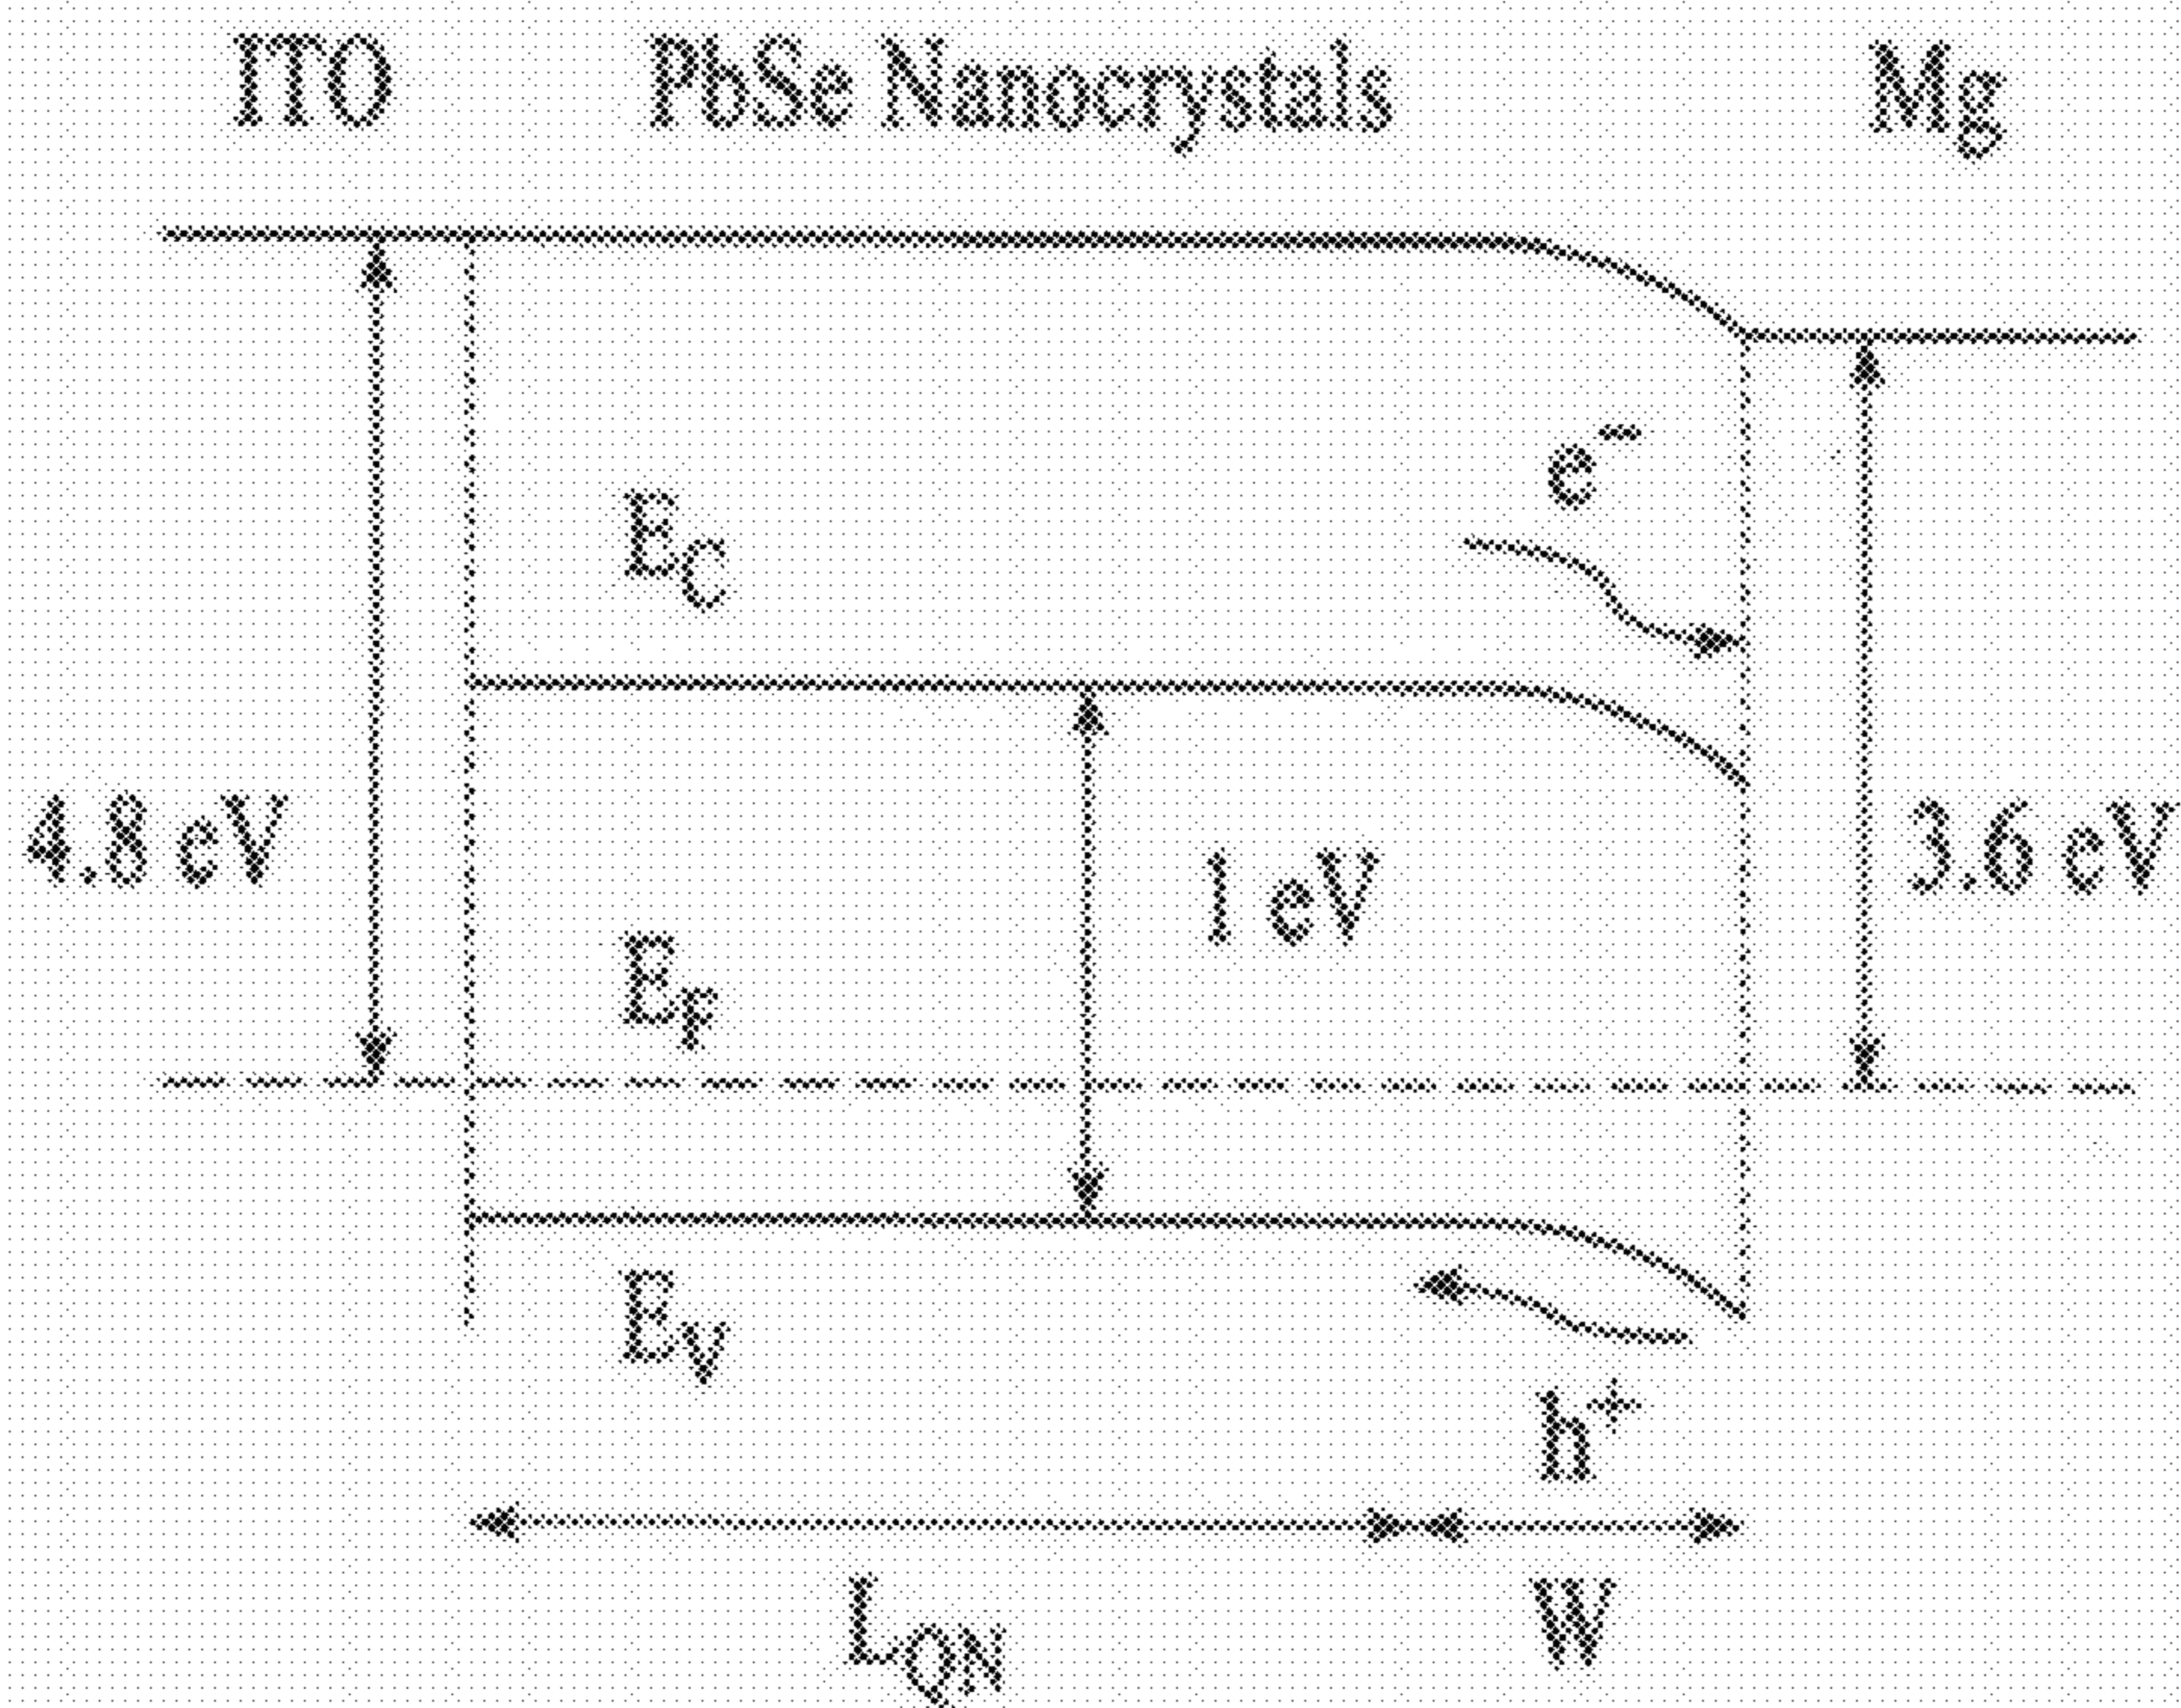 ITO PbSe Nanocrystals Mg
e⁻
E_C
4.8 eV 1 eV 3.6 eV
E_F
E_V
h⁺
L_QN W